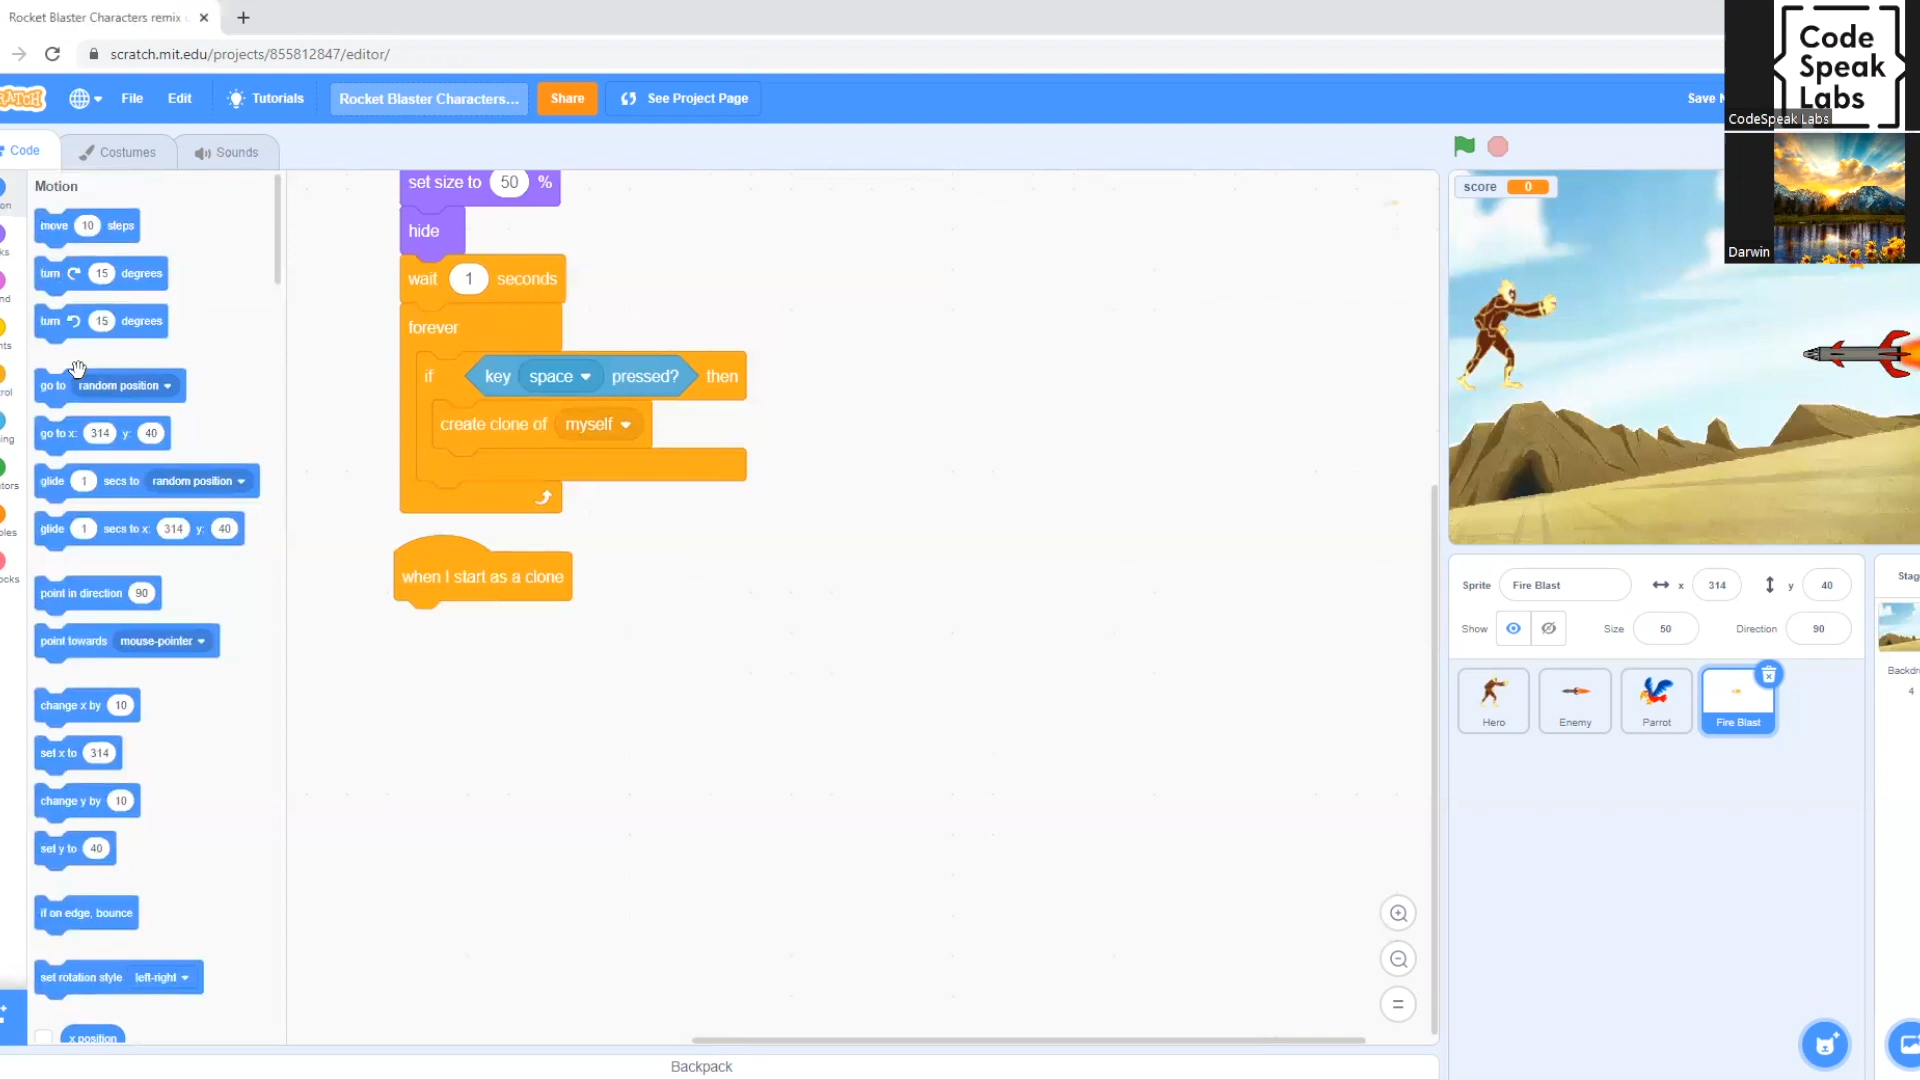 Rocket Blaster Characters remix
scratch.mit.edu/projects/855812847/editor/
File Edit Tutorials Rocket Blaster Characters... Share See Project Page Save
Code Speak Labs
CodeSpeak Labs
Darwin
Code Costumes Sounds
Motion
move 10 steps
turn 15 degrees
turn 15 degrees
go to random position
go to x: 314 y: 40
glide 1 secs to random position
glide 1 secs to x: 314 y: 40
point in direction 90
point towards mouse-pointer
change x by 10
set x to 314
change y by 10
set y to 40
if on edge, bounce
set rotation style left-right
x position
set size to 50 %
hide
wait 1 seconds
forever
if key space pressed? then
create clone of myself
when I start as a clone
Backpack
score 0
Sprite Fire Blast x 314 y 40
Show Size 50 Direction 90
Hero Enemy Parrot Fire Blast
4